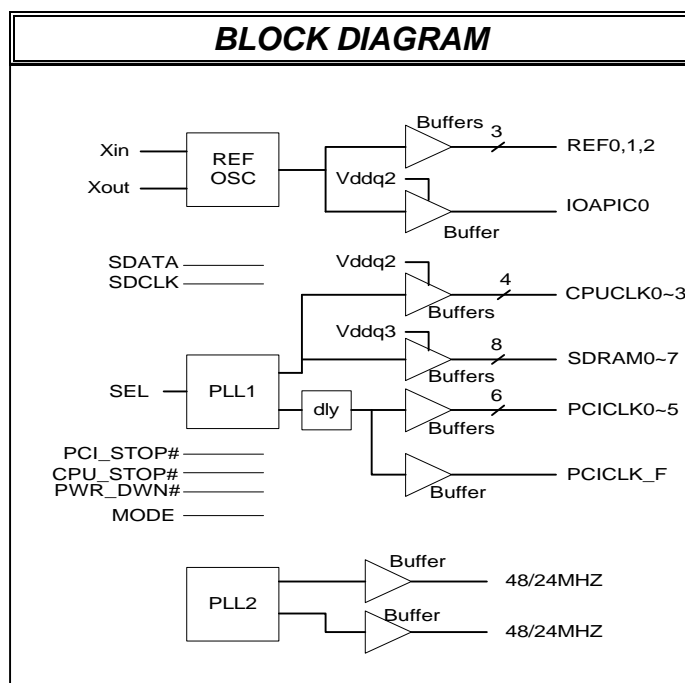 BLOCK DIAGRAM
Buffers
3
REF0,1,2
Xin
REF
OSC
Xout
Vddq2
IOAPIC0
Buffer
SDATA
SDCLK
Vddq2
4
CPUCLK0~3
Buffers
Vddq3
8
SDRAM0~7
Buffers
SEL
PLL1
dly
6
PCICLK0~5
Buffers
PCI_STOP#
CPU_STOP#
PWR_DWN#
MODE
PCICLK_F
Buffer
Buffer
48/24MHZ
PLL2
Buffer
48/24MHZ